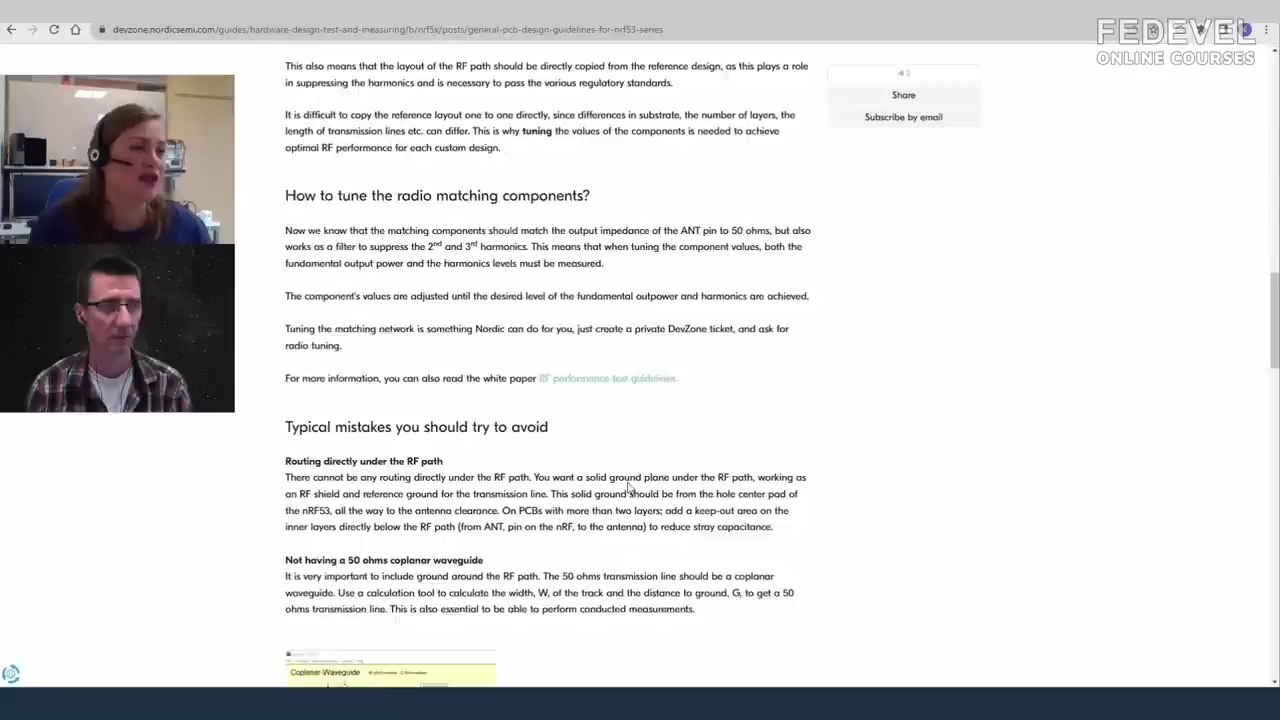 devzone.nordicsemi.com/guides/hardware-design-test-and-measuring/b/nrf5x/posts/general-pcb-design-guidelines-for-nrf53-series
FEDEVEL
ONLINE COURSES
This also means that the layout of the RF path should be directly copied from the reference design, as this plays a role
in suppressing the harmonics and is necessary to pass the various regulatory standards.
Share
Subscribe by email
It is difficult to copy the reference layout one to one directly, since differences in substrate, the number of layers, the
length of transmission lines etc. can differ. This is why tuning the values of the components is needed to achieve
optimal RF performance for each custom design.
How to tune the radio matching components?
Now we know that the matching components should match the output impedance of the ANT pin to 50 ohms, but also
works as a filter to suppress the 2nd and 3rd harmonics. This means that when tuning the component values, both the
fundamental output power and the harmonics levels must be measured.
The component's values are adjusted until the desired level of the fundamental outpower and harmonics are achieved.
Tuning the matching network is something Nordic can do for you, just create a private DevZone ticket, and ask for
radio tuning.
For more information, you can also read the white paper RF performance test guidelines.
Typical mistakes you should try to avoid
Routing directly under the RF path
There cannot be any routing directly under the RF path. You want a solid ground plane under the RF path, working as
an RF shield and reference ground for the transmission line. This solid ground should be from the hole center pad of
the nRF53, all the way to the antenna clearance. On PCBs with more than two layers; add a keep-out area on the
inner layers directly below the RF path (from ANT, pin on the nRF, to the antenna) to reduce stray capacitance.
Not having a 50 ohms coplanar waveguide
It is very important to include ground around the RF path. The 50 ohms transmission line should be a coplanar
waveguide. Use a calculation tool to calculate the width, W, of the track and the distance to ground, G, to get a 50
ohms transmission line. This is also essential to be able to perform conducted measurements.
Coplanar Waveguide